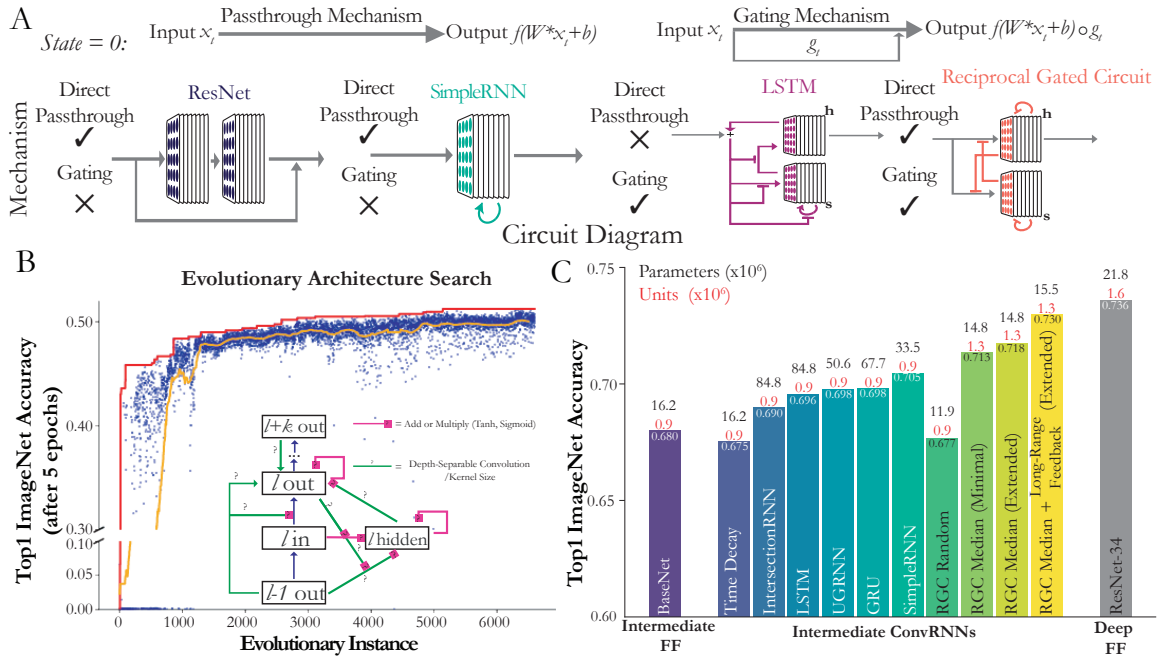 A
State = 0:
Input xt
Passthrough Mechanism
Output f(W*xt+b)
Input xt
Gating Mechanism
gt
Output f(W*xt+b)∘gt
Mechanism
Direct
Passthrough
✓
Gating
×
ResNet
Direct
Passthrough
✓
Gating
×
SimpleRNN
Direct
Passthrough
×
Gating
✓
LSTM
+
h
s
Direct
Passthrough
✓
Gating
✓
Reciprocal Gated Circuit
h
s
Circuit Diagram
B
Evolutionary Architecture Search
Top1 ImageNet Accuracy
(after 5 epochs)
0.50
0.40
0.30
0.10
0.00
0
1000
2000
3000
4000
5000
6000
Evolutionary Instance
l+k out
l out
l in
l hidden
l-1 out
= Add or Multiply (Tanh, Sigmoid)
? = Depth-Separable Convolution
/Kernel Size
C
Parameters (x10⁶)
Units (x10⁶)
Top1 ImageNet Accuracy
0.75
0.70
0.65
0.60
16.2
0.9
0.680
BaseNet
16.2
0.9
0.675
Time Decay
84.8
0.9
0.690
IntersectionRNN
84.8
0.9
0.696
LSTM
50.6
0.9
0.698
UGRNN
67.7
0.9
0.698
GRU
33.5
0.9
0.705
SimpleRNN
11.9
0.9
0.677
RGC Random
14.8
1.3
0.713
RGC Median (Minimal)
14.8
1.3
0.718
RGC Median (Extended)
15.5
1.3
0.730
RGC Median + (Extended)
Long-Range
Feedback
21.8
1.6
0.736
ResNet-34
Intermediate
FF
Intermediate ConvRNNs
Deep
FF